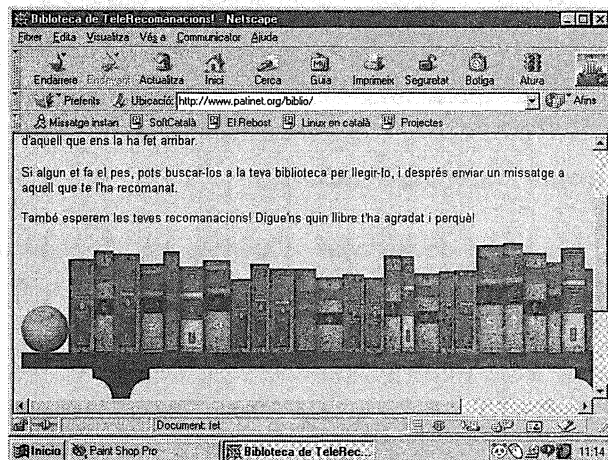 Bibloteca de TeleRecomanacions! - Netscape
Fitxer Edita Visualitza Vés a Communicator Ajuda
Endarrere Endavant Actualitza Inici Cerca Guia Imprimeix Seguretat Botiga Atura
Preferits Ubicació: http://www.patinet.org/biblio/ Afins
Missatge instan SoftCatalà El Rebost Linux en català Projectes
d'aquell que ens la ha fet arribar.
Si algun et fa el pes, pots buscar-los a la teva biblioteca per llegir-lo, i després enviar un missatge a
aquell que te l'ha recomanat.
També esperem les teves recomanacions! Digue'ns quin llibre t'ha agradat i perquè!
Document: fet
Inicio Paint Shop Pro Bibloteca de TeleRec... 11:14